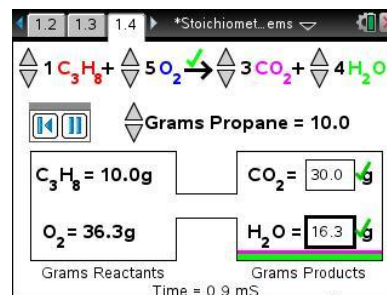 1.2 1.3 1.4 *Stoichiomet…ems
1 C₃H₈ + 5 O₂ → 3 CO₂ + 4 H₂O
Grams Propane = 10.0
C₃H₈ = 10.0g CO₂ = 30.0 g
O₂ = 36.3g H₂O = 16.3 g
Grams Reactants Grams Products
Time = 0.9 mS